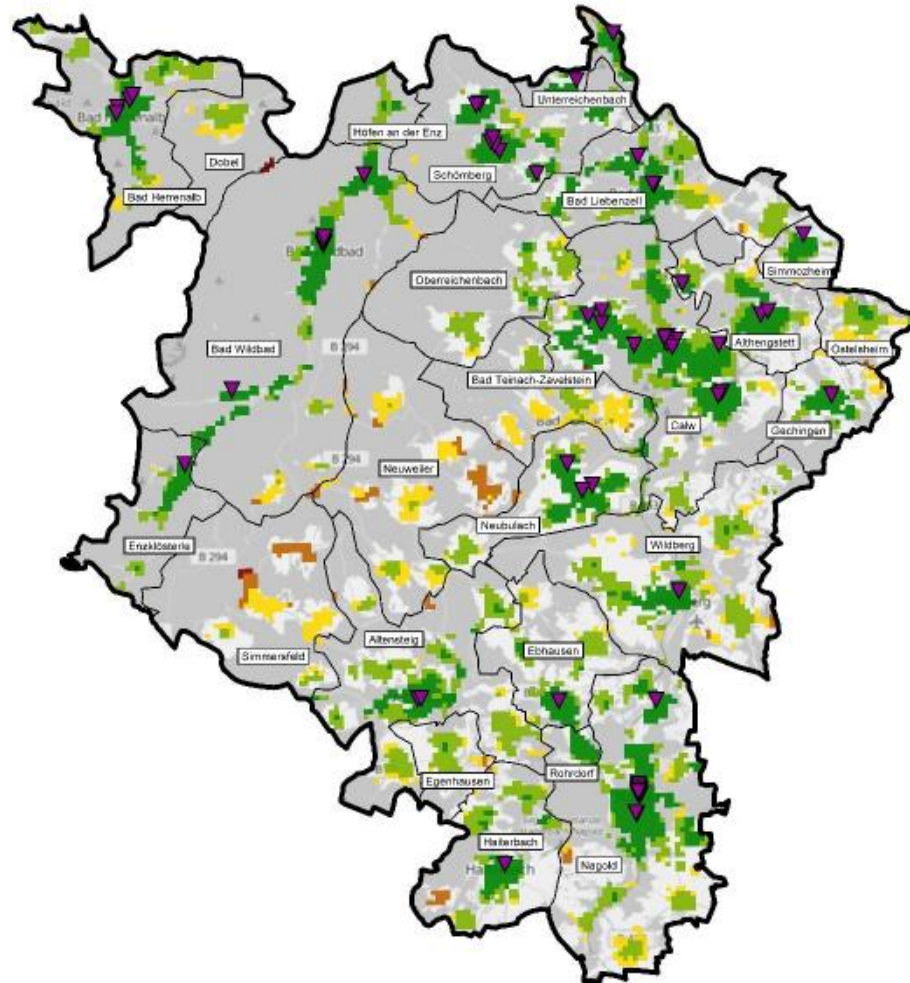 Unterreichenbach
Höfen an der Enz
Dobel
Schömberg
Bad Herrenalb
Bad Liebenzell
Simmozheim
Oberreichenbach
Bad Wildbad
B 294
Althengstett
Ostelsheim
Bad Teinach-Zavelstein
Calw
Gechingen
Neuweiler
B 294
Neubulach
Wildberg
Enzklösterle
B 294
Altensteig
Ebhausen
Simmersfeld
Rohrdorf
Egenhausen
Haiterbach
Nagold